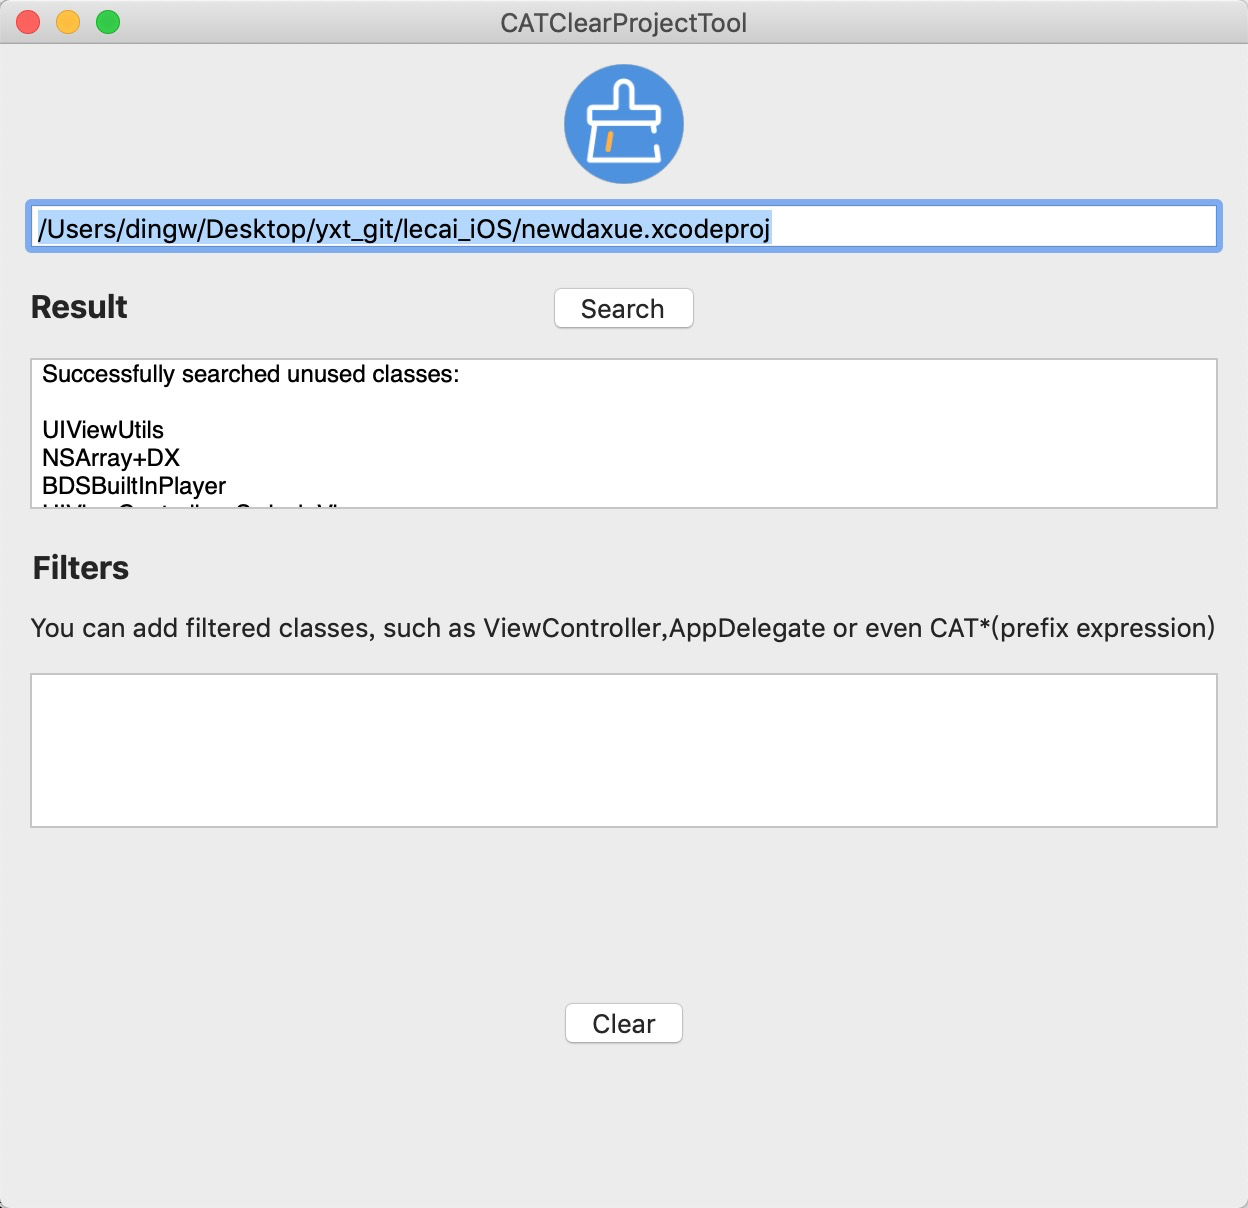 CATClearProjectTool
/Users/dingw/Desktop/yxt_git/lecai_iOS/newdaxue.xcodeproj
Result
Search
Successfully searched unused classes:
UIViewUtils
NSArray+DX
BDSBuiltInPlayer
Filters
You can add filtered classes, such as ViewController,AppDelegate or even CAT*(prefix expression)
Clear